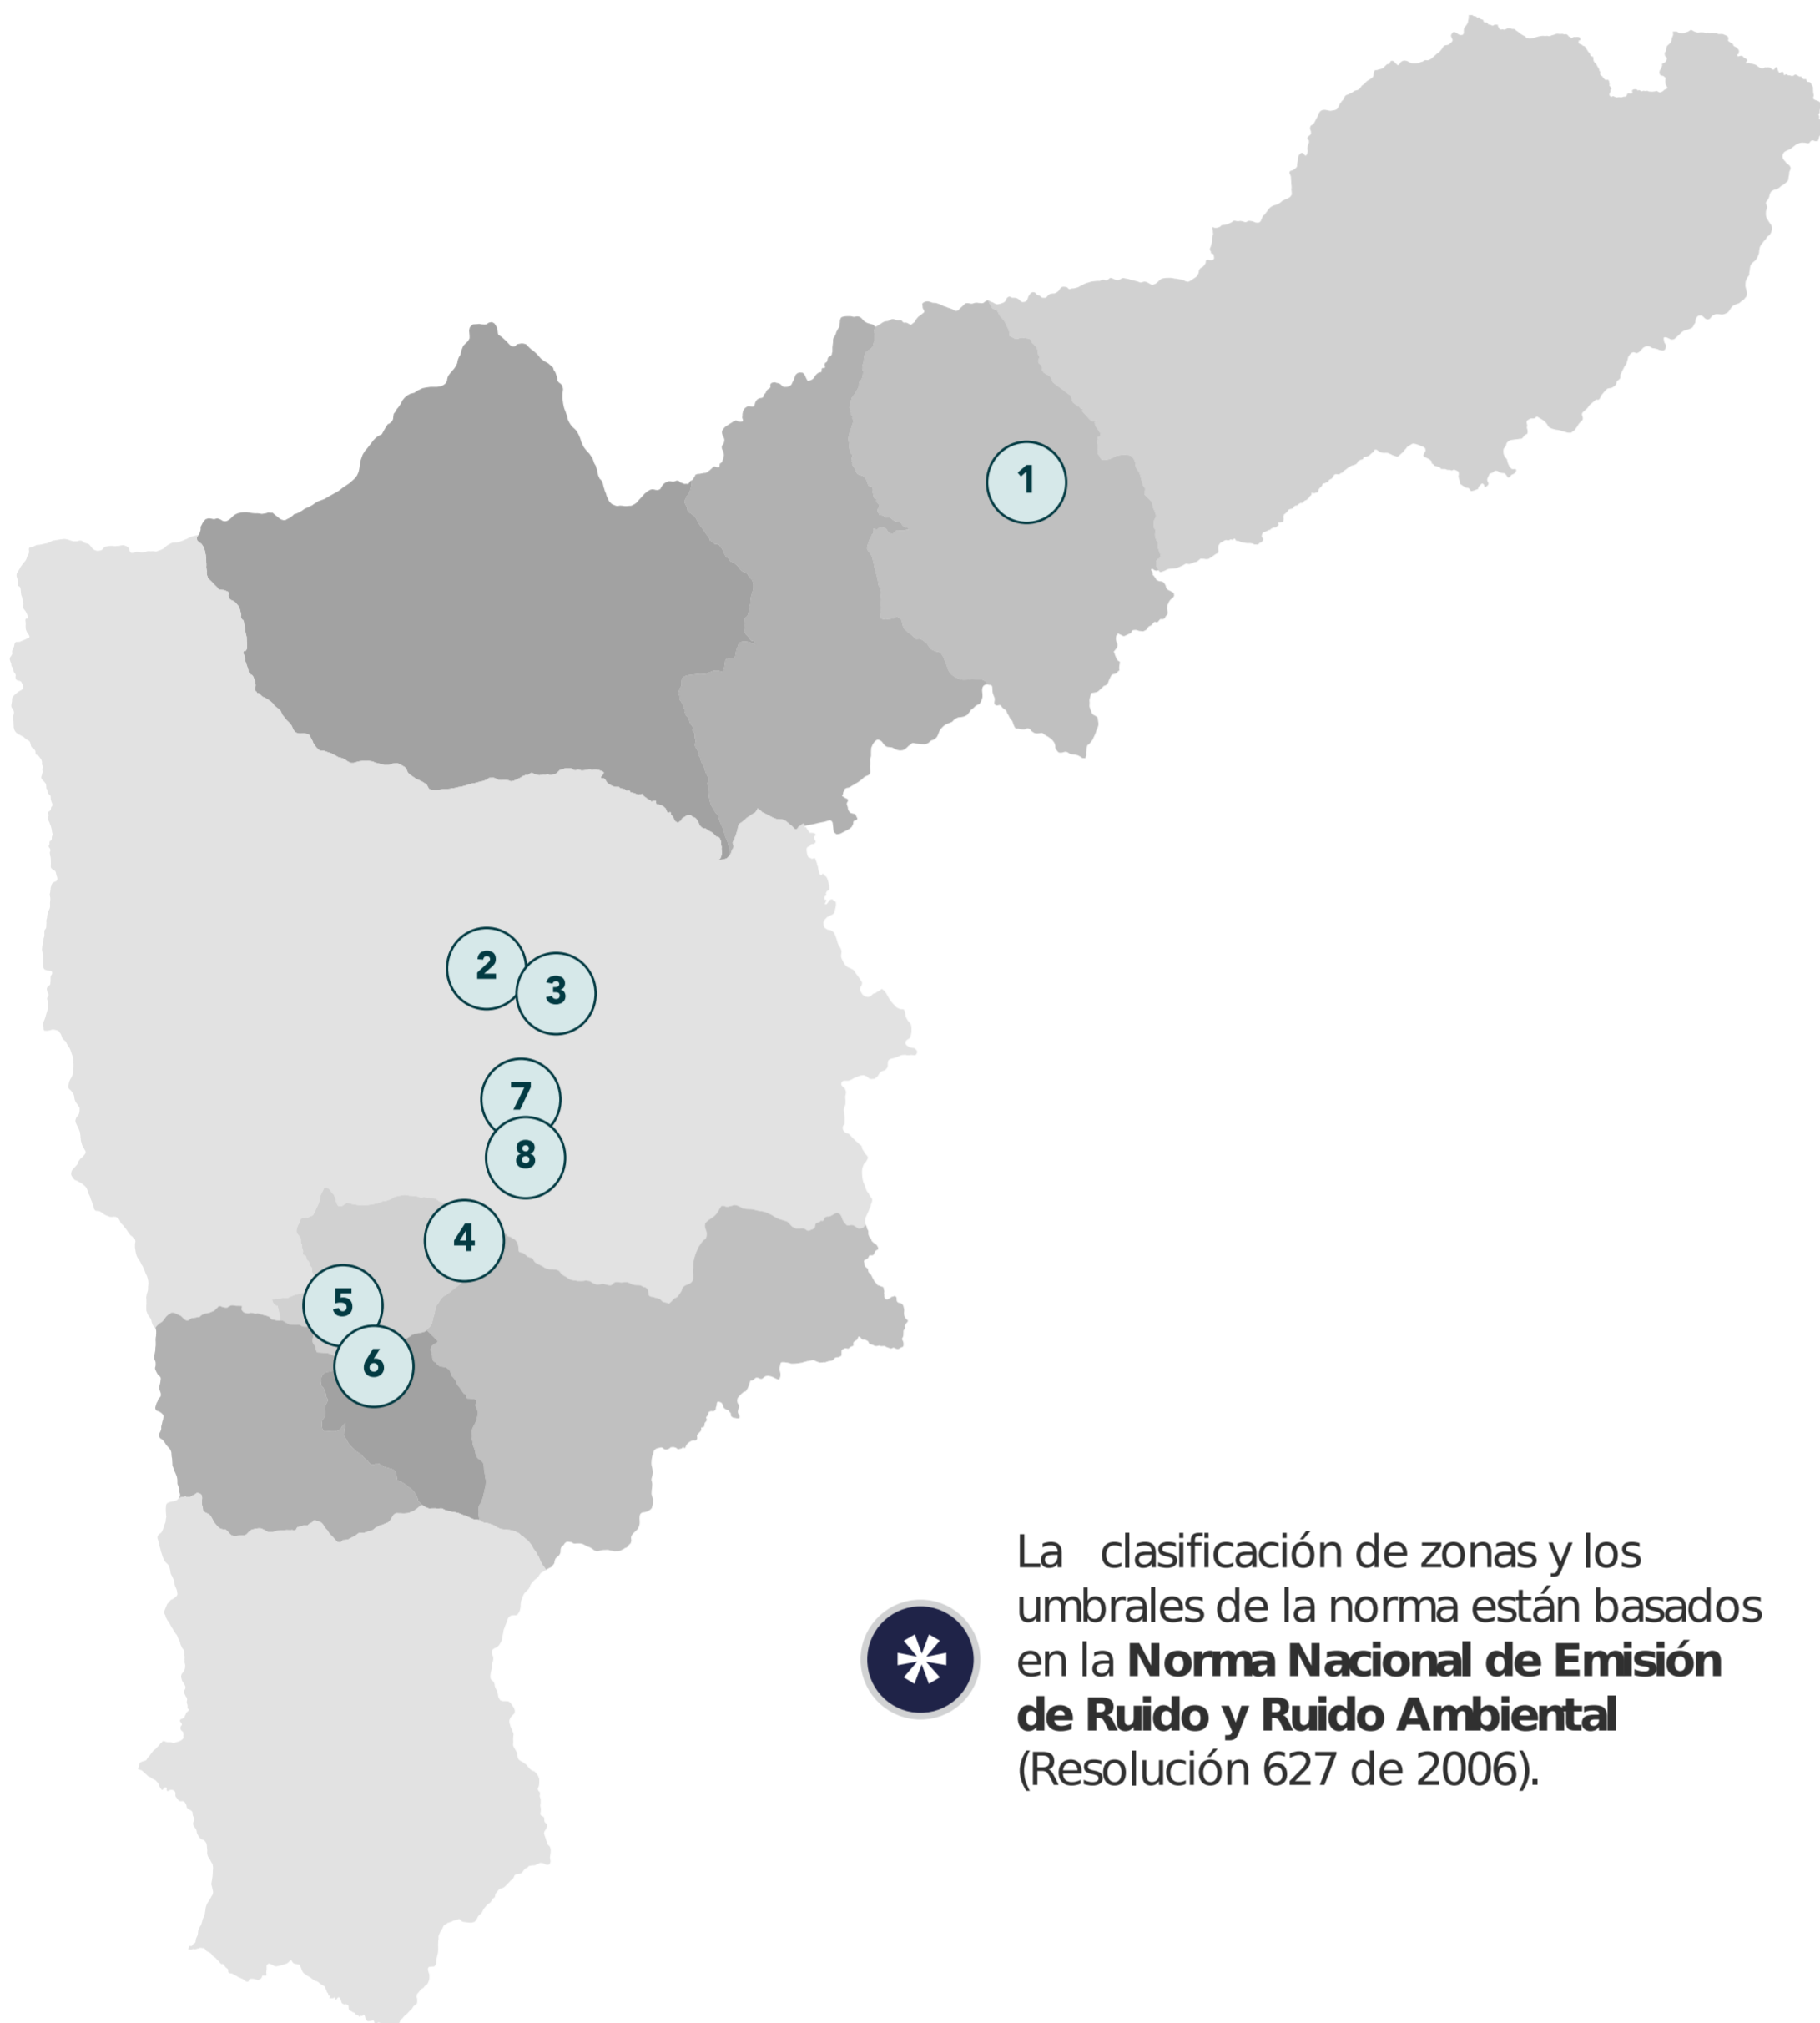 1
2
3
7
8
4
5
6
La clasificación de zonas y los
umbrales de la norma están basados
en la Norma Nacional de Emisión
de Ruido y Ruido Ambiental
(Resolución 627 de 2006).
*